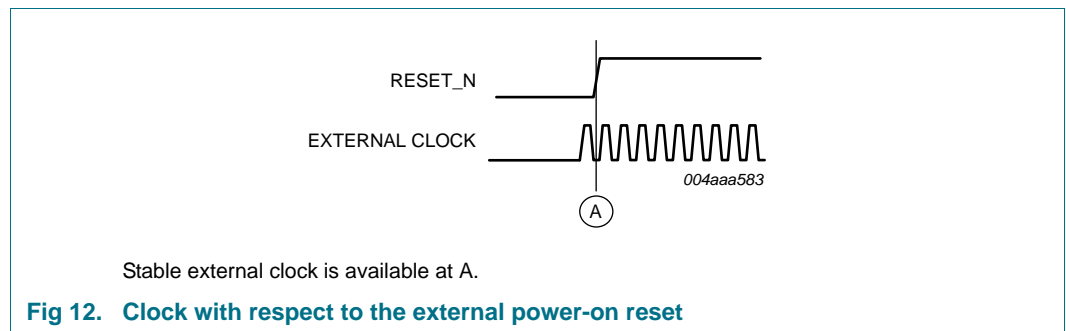 RESET_N
EXTERNAL CLOCK
004aaa583
A
Stable external clock is available at A.
Fig 12. Clock with respect to the external power-on reset